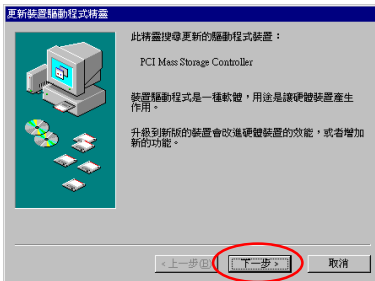 更新裝置驅動程式精靈
此精靈搜尋更新的驅動程式裝置：
PCI Mass Storage Controller
裝置驅動程式是一種軟體，用途是讓硬體裝置產生
作用。
升級到新版的裝置會改進硬體裝置的效能，或者增加
新的功能。
<上一步(B) 下一步> 取消